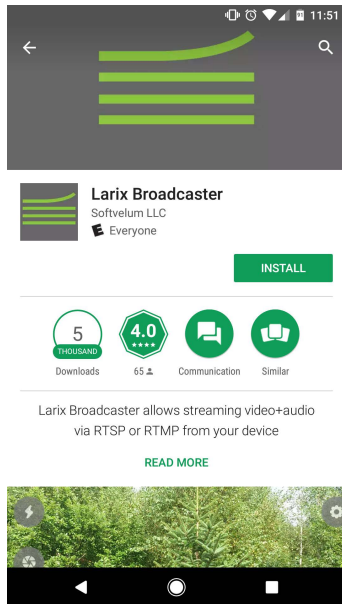 11:51
Larix Broadcaster
Softvelum LLC
E Everyone
INSTALL
5
THOUSAND
4.0
Downloads
65
Communication
Similar
Larix Broadcaster allows streaming video+audio
via RTSP or RTMP from your device
READ MORE